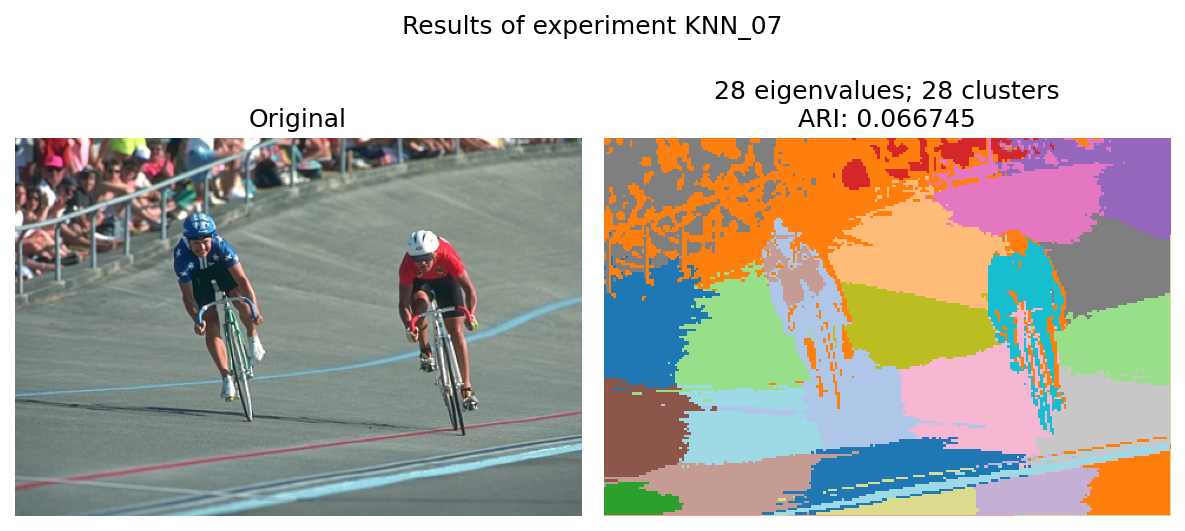 Results of experiment KNN_07
Original
28 eigenvalues; 28 clusters
ARI: 0.066745